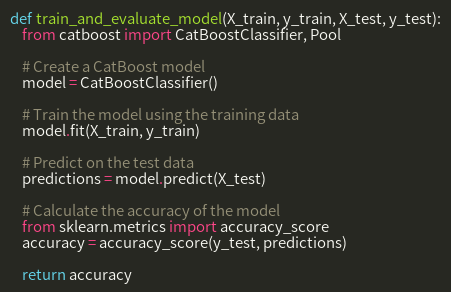 def train_and_evaluate_model(X_train, y_train, X_test, y_test):
from catboost import CatBoostClassifier, Pool
# Create a CatBoost model
model = CatBoostClassifier()
# Train the model using the training data
model.fit(X_train, y_train)
# Predict on the test data
predictions = model.predict(X_test)
# Calculate the accuracy of the model
from sklearn.metrics import accuracy_score
accuracy = accuracy_score(y_test, predictions)
return accuracy